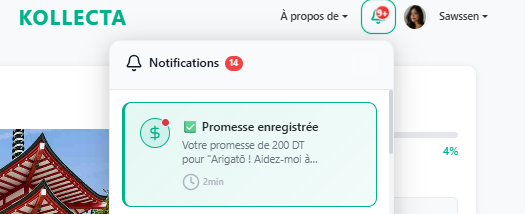 KOLLECTA
À propos de
9+
Sawssen
Notifications 14
✅ Promesse enregistrée
Votre promesse de 200 DT
pour "Arigatō ! Aidez-moi à...
2min
4%